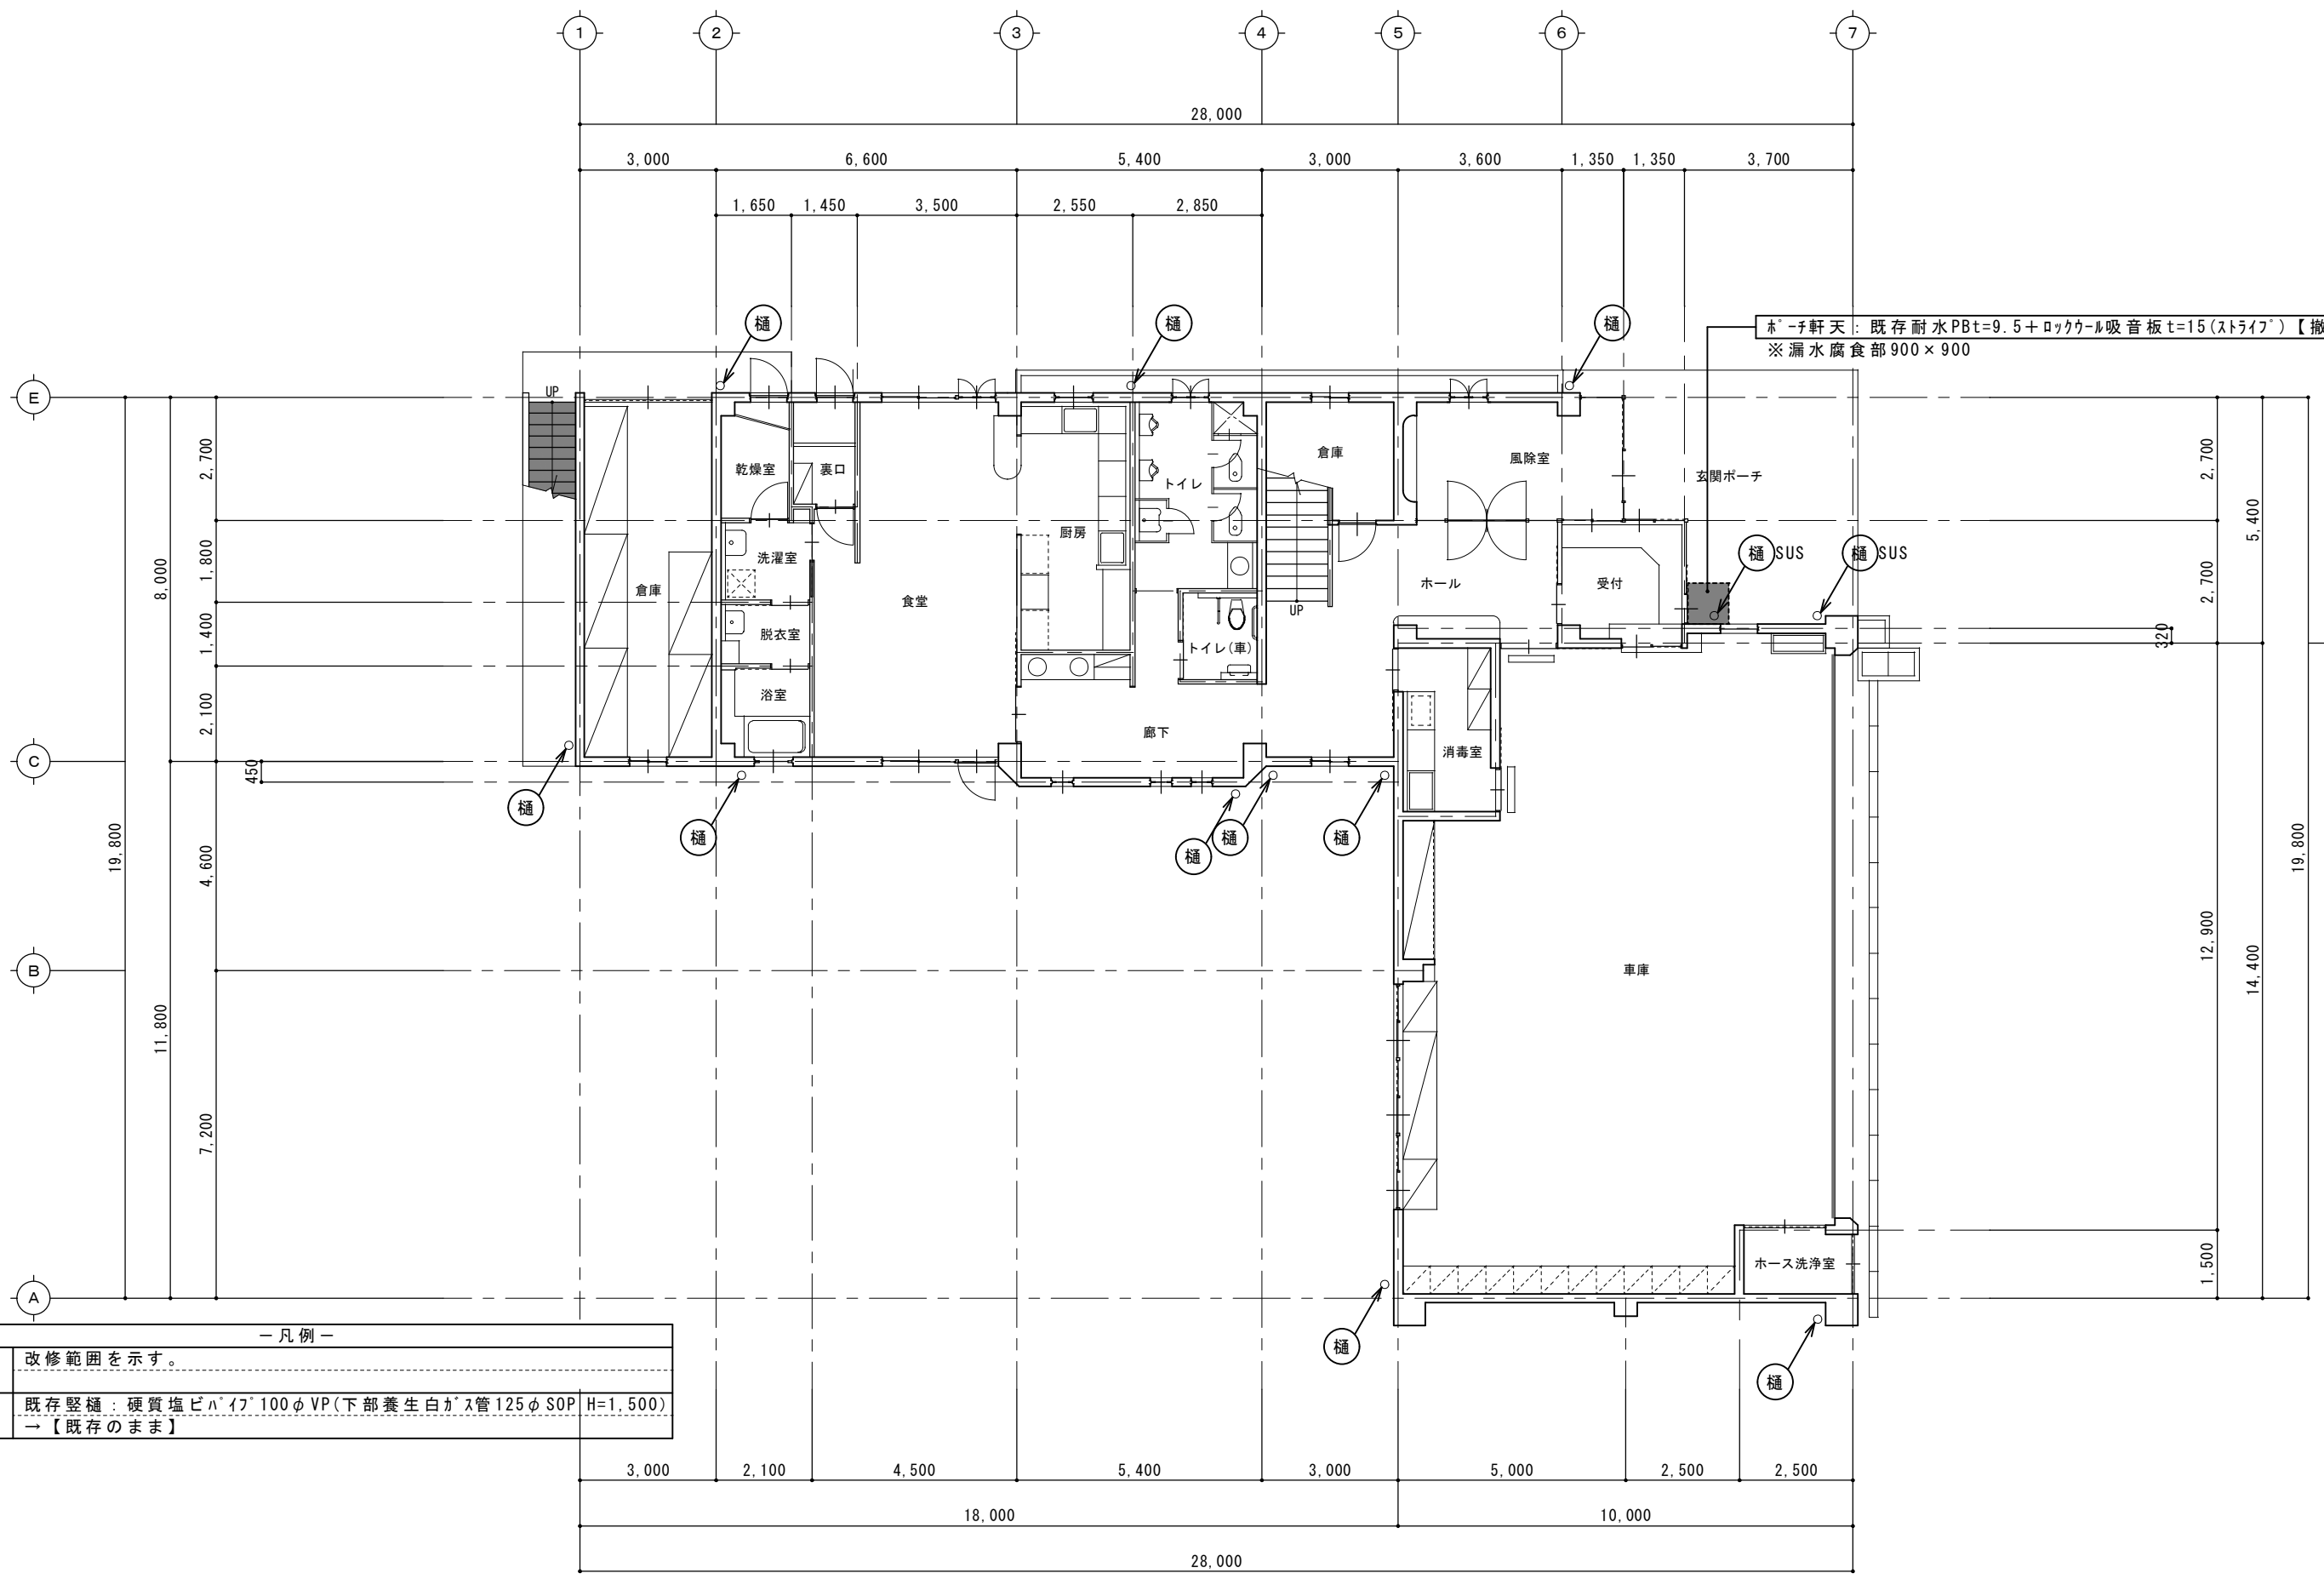 1 2 3 4 5 6 7
28,000
3,000 6,600 5,400 3,000 3,600 1,350 1,350 3,700
1,650 1,450 3,500 2,550 2,850
樋 樋 樋
ﾎﾟｰﾁ軒天：既存耐水PBt=9.5＋ﾛｯｸｳｰﾙ吸音板t=15(ｽﾄﾗｲﾌﾟ)【撤
※漏水腐食部900×900
E
UP
2,700
乾燥室
裏口
トイレ
倉庫
風除室
玄関ポーチ
2,700
5,400
8,000
1,800
洗濯室
厨房
樋 SUS
樋 SUS
倉庫
食堂
UP
ホール
受付
2,700
1,400
脱衣室
トイレ(車)
320
2,100
浴室
廊下
消毒室
C
450
樋
樋
樋
樋
樋
19,800
4,600
19,800
B
車庫
12,900
14,400
11,800
7,200
ホース洗浄室
1,500
A
樋
樋
－凡例－
改修範囲を示す。
既存竪樋：硬質塩ビﾊﾟｲﾌﾟ100φVP(下部養生白ｶﾞｽ管125φSOP H=1,500)
→【既存のまま】
3,000 2,100 4,500 5,400 3,000 5,000 2,500 2,500
18,000 10,000
28,000